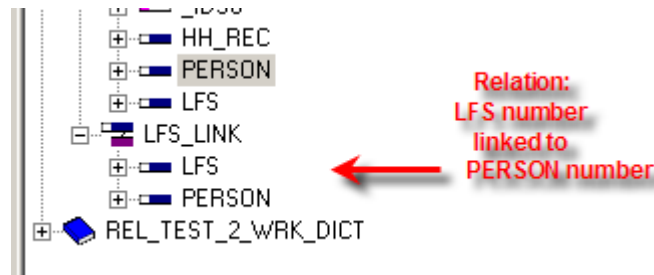 HH_REC
PERSON
LFS
LFS_LINK
LFS
PERSON
REL_TEST_2_WRK_DICT
Relation:
LFS number
linked to
PERSON number